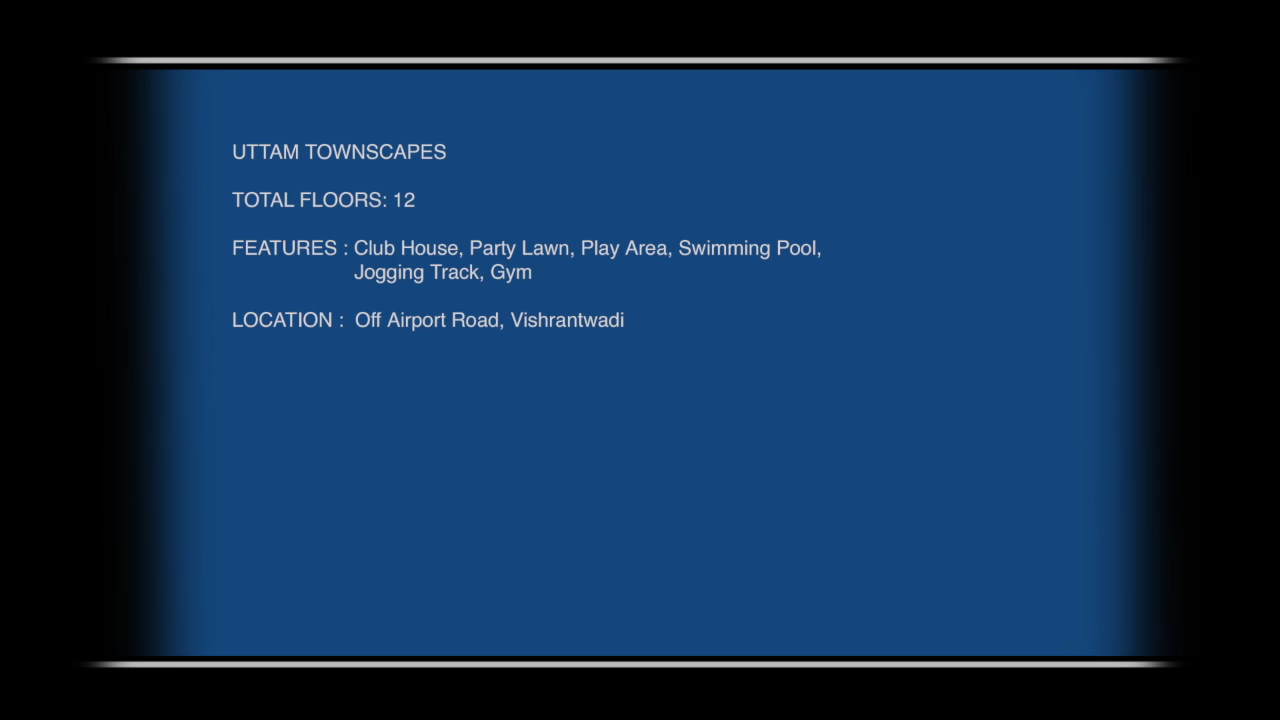 UTTAM TOWNSCAPES
TOTAL FLOORS: 12
FEATURES : Club House, Party Lawn, Play Area, Swimming Pool,
Jogging Track, Gym
LOCATION : Off Airport Road, Vishrantwadi